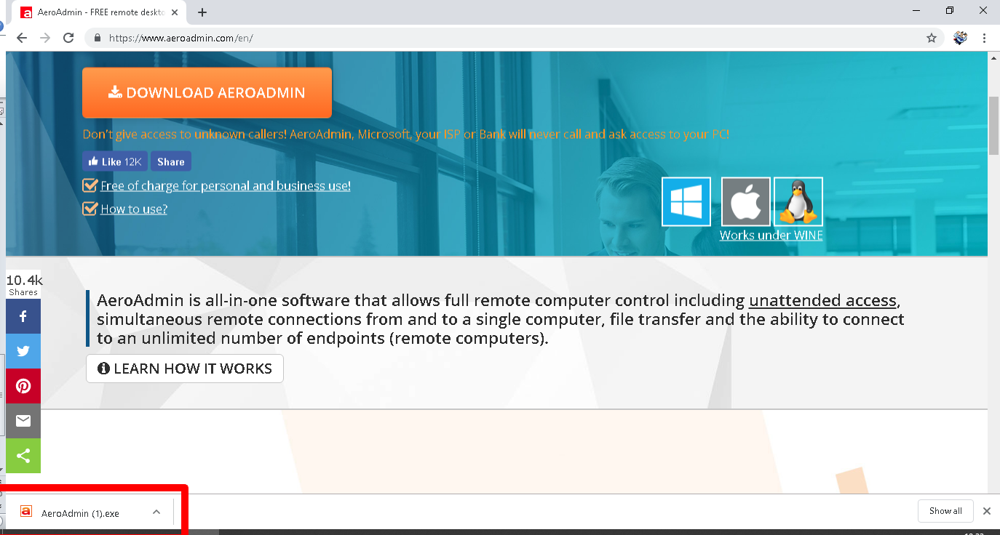 AeroAdmin - FREE remote deskto
https://www.aeroadmin.com/en/
DOWNLOAD AEROADMIN
Don't give access to unknown callers! AeroAdmin, Microsoft, your ISP or Bank will never call and ask access to your PC!
Like 12K Share
Free of charge for personal and business use!
How to use?
Works under WINE
10.4k
Shares
AeroAdmin is all-in-one software that allows full remote computer control including unattended access,
simultaneous remote connections from and to a single computer, file transfer and the ability to connect
to an unlimited number of endpoints (remote computers).
LEARN HOW IT WORKS
AeroAdmin (1).exe
Show all